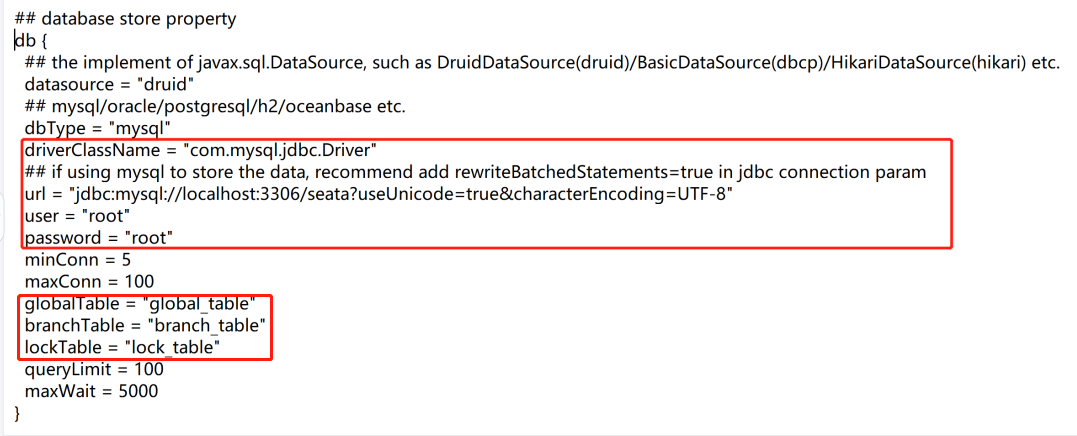 ## database store property
db {
## the implement of javax.sql.DataSource, such as DruidDataSource(druid)/BasicDataSource(dbcp)/HikariDataSource(hikari) etc.
datasource = "druid"
## mysql/oracle/postgresql/h2/oceanbase etc.
dbType = "mysql"
driverClassName = "com.mysql.jdbc.Driver"
## if using mysql to store the data, recommend add rewriteBatchedStatements=true in jdbc connection param
url = "jdbc:mysql://localhost:3306/seata?useUnicode=true&characterEncoding=UTF-8"
user = "root"
password = "root"
minConn = 5
maxConn = 100
globalTable = "global_table"
branchTable = "branch_table"
lockTable = "lock_table"
queryLimit = 100
maxWait = 5000
}